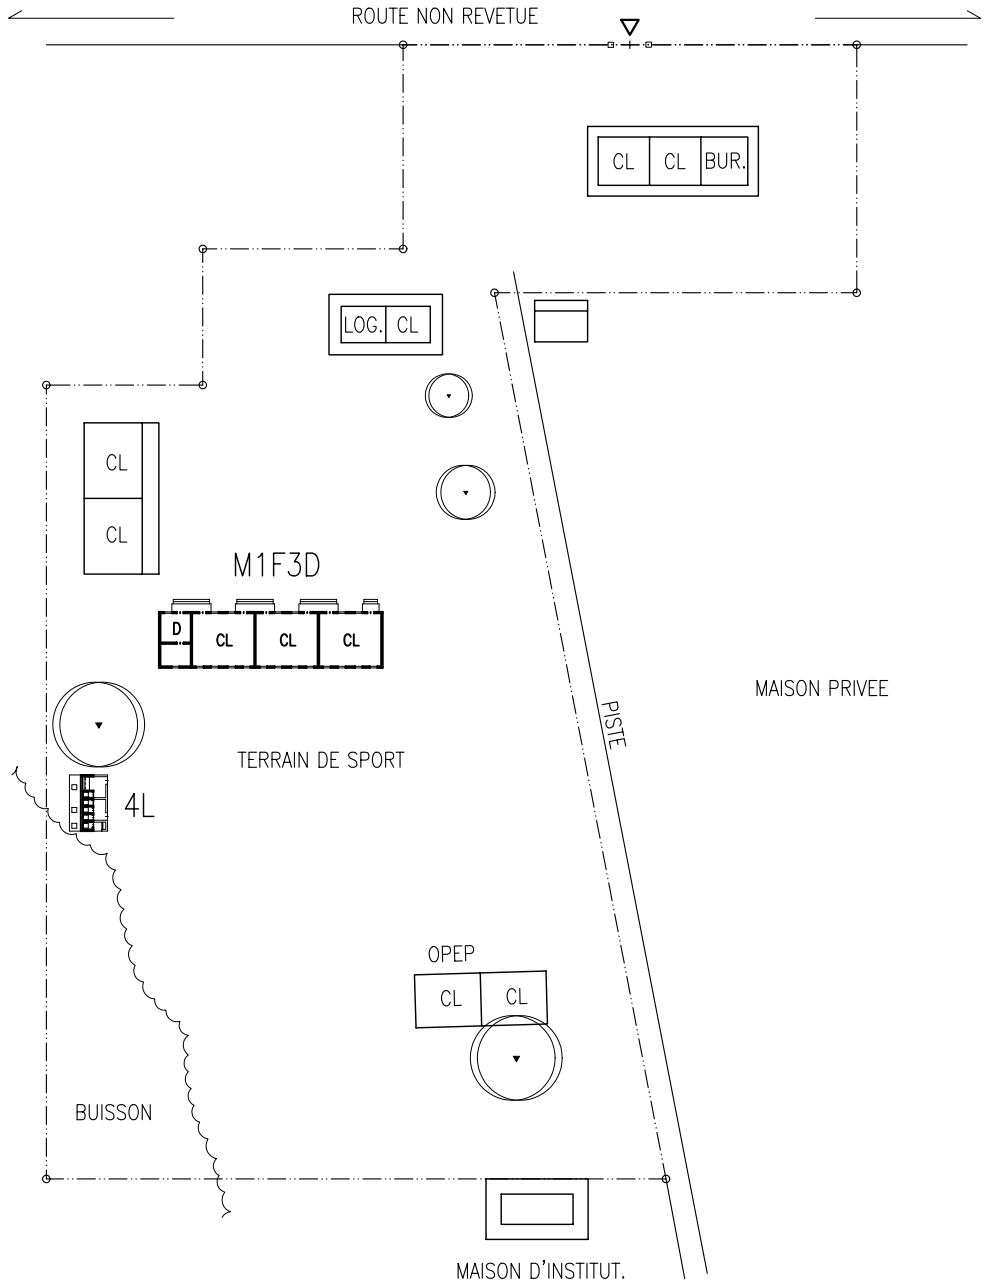 ROUTE NON REVETUE
CL CL BUR.
LOG. CL
CL
CL
M1F3D
D CL CL CL
MAISON PRIVEE
PISTE
TERRAIN DE SPORT
4L
OPEP
CL CL
BUISSON
MAISON D'INSTITUT.